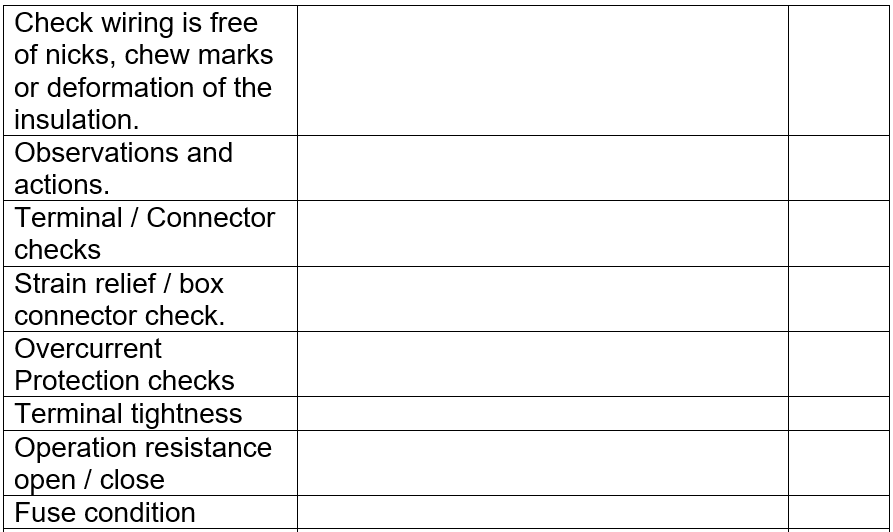 Check wiring is free
of nicks, chew marks
or deformation of the
insulation.
Observations and
actions.
Terminal / Connector
checks
Strain relief / box
connector check.
Overcurrent
Protection checks
Terminal tightness
Operation resistance
open / close
Fuse condition